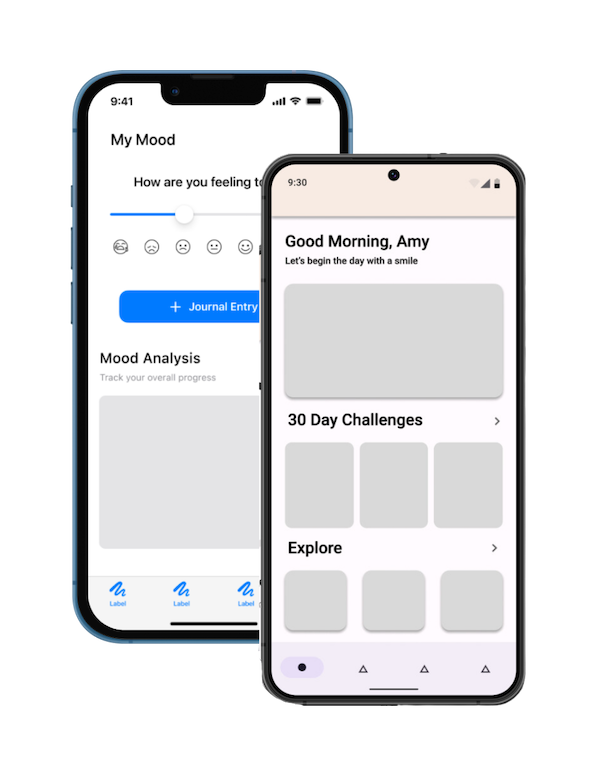 9:41
My Mood
How are you feeling to
+ Journal Entry
Mood Analysis
Track your overall progress
Label
Label
Label
9:30
Good Morning, Amy
Let's begin the day with a smile
30 Day Challenges
Explore